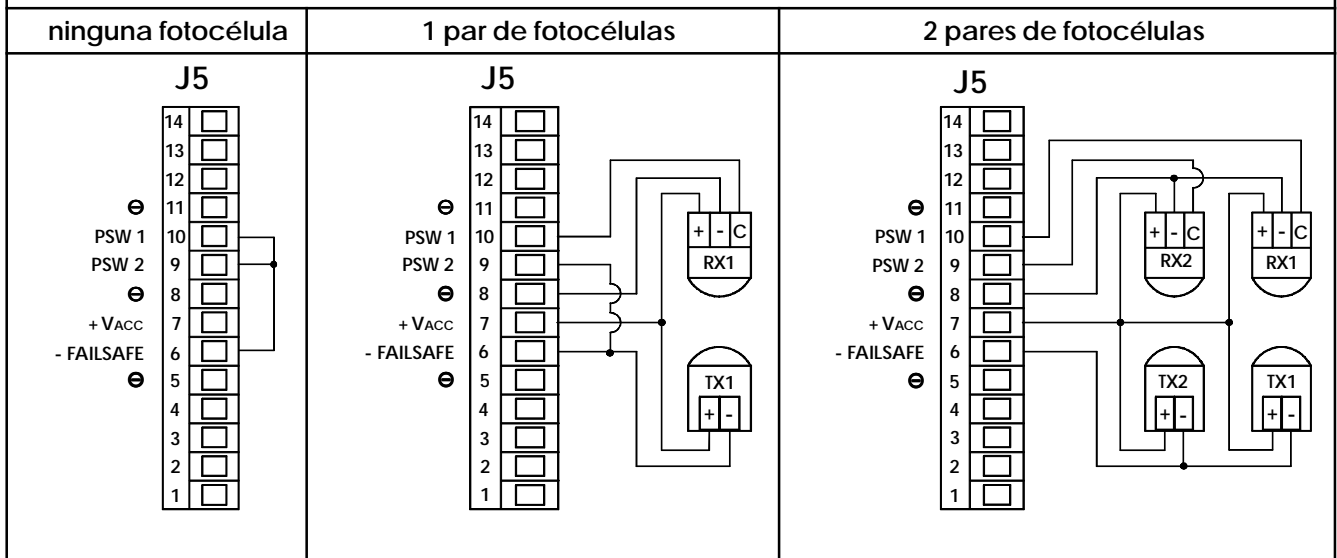 ninguna fotocélula
1 par de fotocélulas
2 pares de fotocélulas
J5
14
13
12
⊖ 11
PSW 1 10
PSW 2 9
⊖ 8
+ VACC 7
- FAILSAFE 6
⊖ 5
4
3
2
1
J5
14
13
12
⊖ 11
PSW 1 10
PSW 2 9
⊖ 8
+ VACC 7
- FAILSAFE 6
⊖ 5
4
3
2
1
+ - C
RX1
TX1
+ -
J5
14
13
12
⊖ 11
PSW 1 10
PSW 2 9
⊖ 8
+ VACC 7
- FAILSAFE 6
⊖ 5
4
3
2
1
+ - C
RX2
+ - C
RX1
TX2
+ -
TX1
+ -